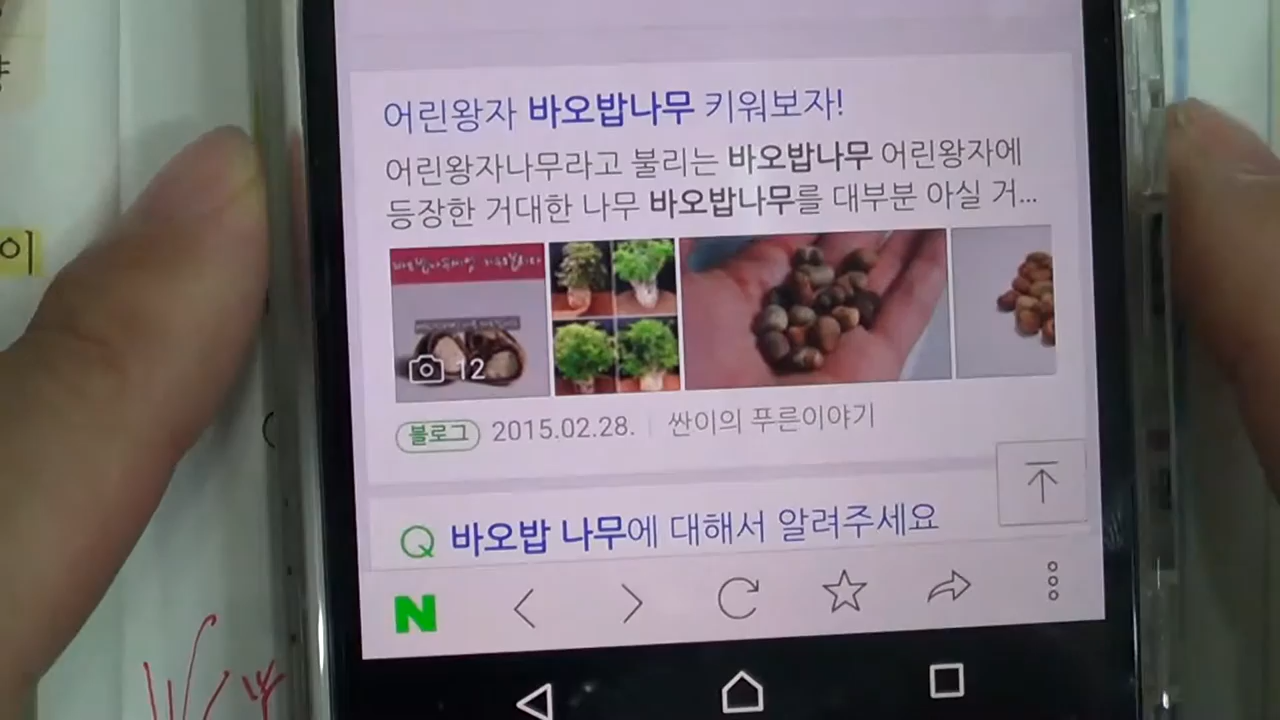 어린왕자 바오밥나무 키워보자!
어린왕자나무라고 불리는 바오밥나무 어린왕자에
등장한 거대한 나무 바오밥나무를 대부분 아실 거...
12
블로그 2015.02.28. 싼이의 푸른이야기
Q 바오밥 나무에 대해서 알려주세요
N
이